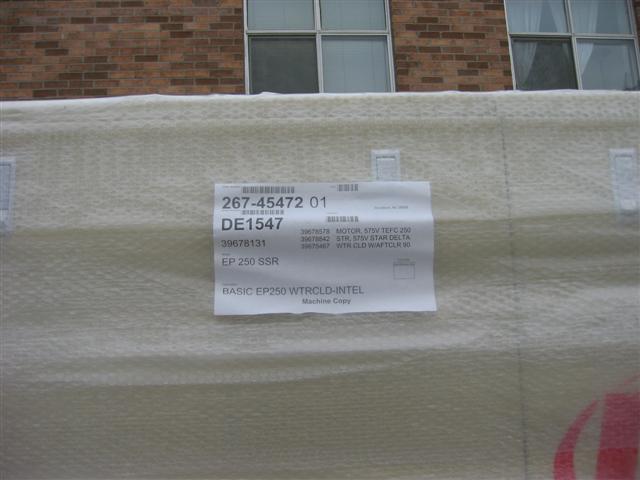 267-45472 01
DE1547
39678578 MOTOR, 575V TEFC 250
39678131
39678842 STR, 575V STAR DELTA
39675467 WTR CLD W/AFTCLR 90
EP 250 SSR
BASIC EP250 WTRCLD-INTEL
Machine Copy